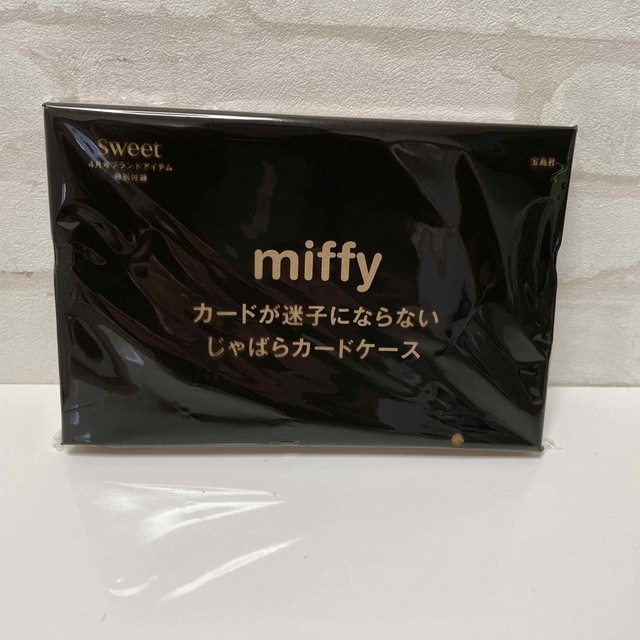 sweet
4月号ブランドアイテム
特別付録
宝島社
miffy
カードが迷子にならない
じゃばらカードケース